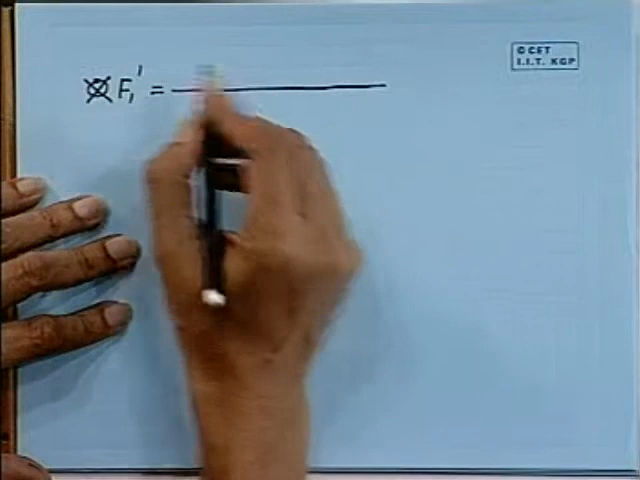 © CET
I.I.T. KGP
F₁' =